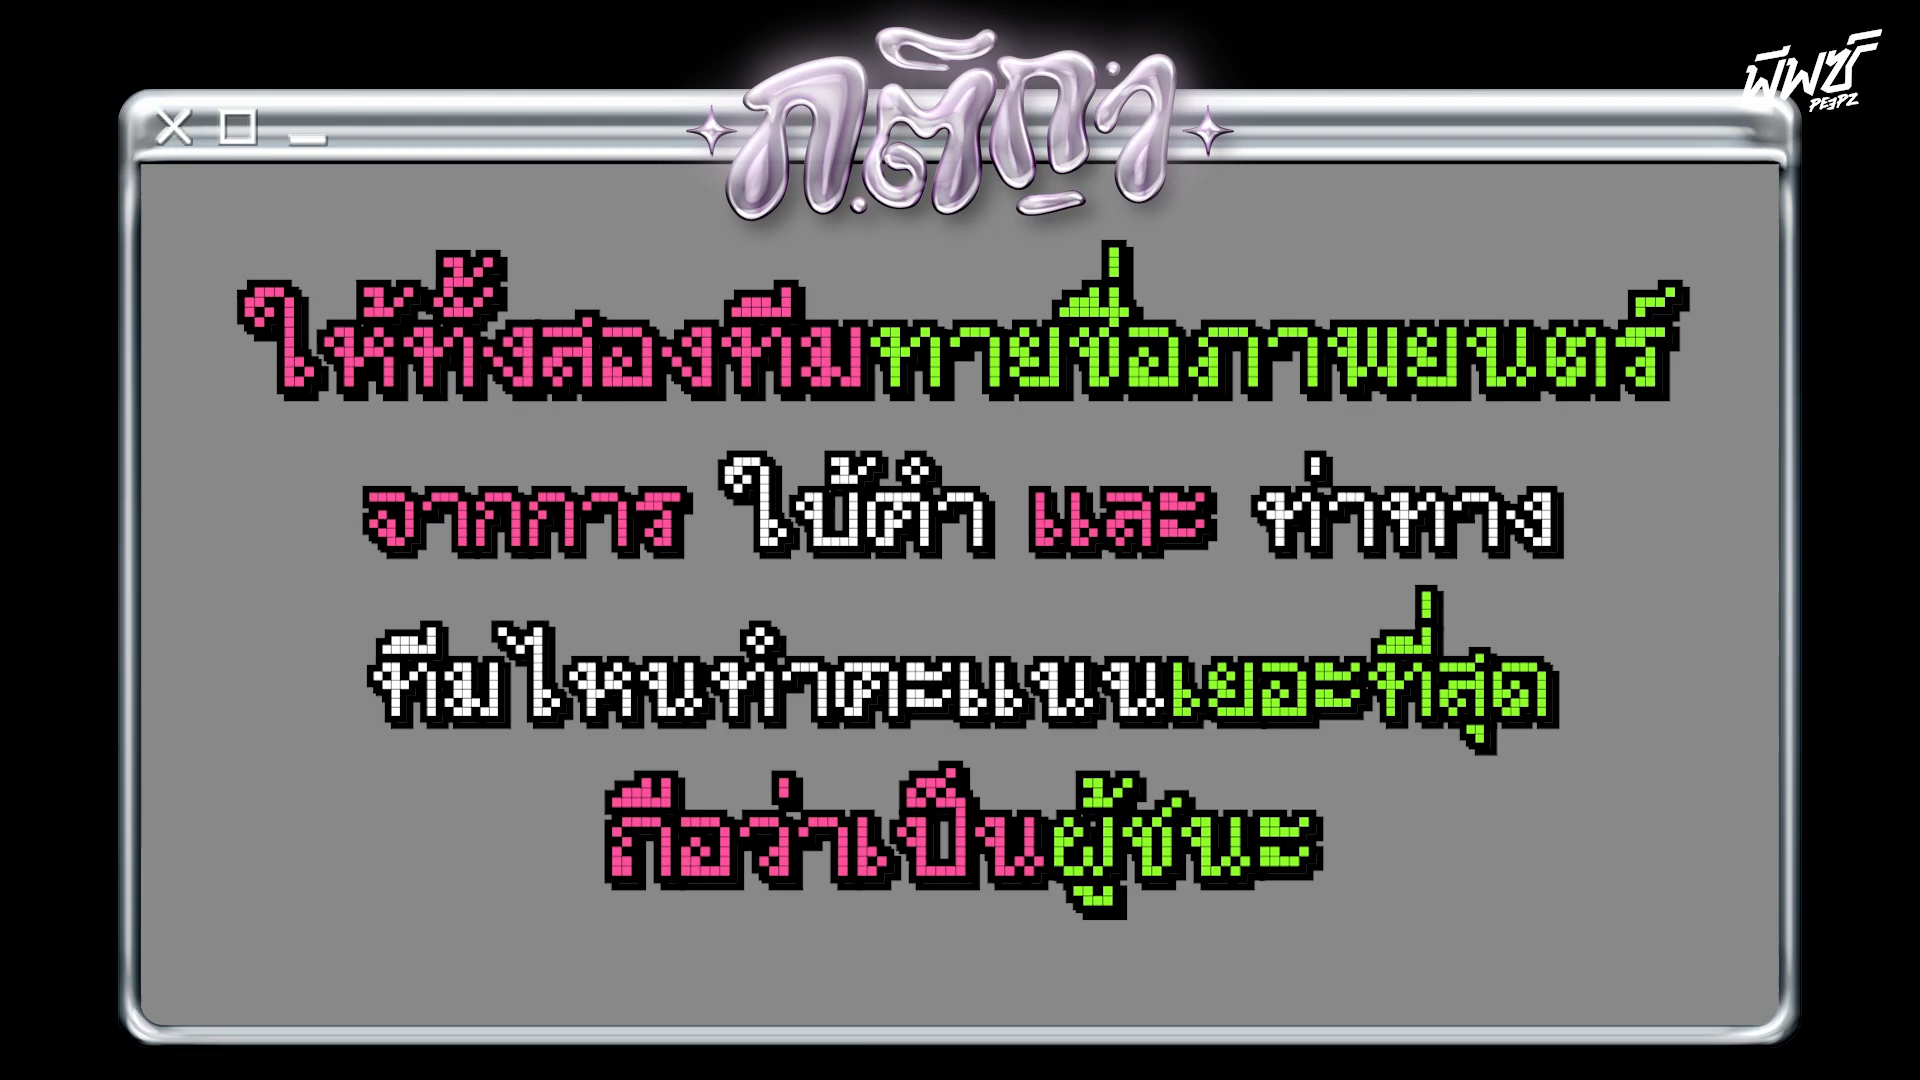 กติกา
พีพซ์
PEEPZ
ให้ทั้งสองทีมทายชื่อภาพยนตร์
จากการ ใบ้คำ และ ท่าทาง
ทีมไหนทำคะแนนเยอะที่สุด
ถือว่าเป็นผู้ชนะ